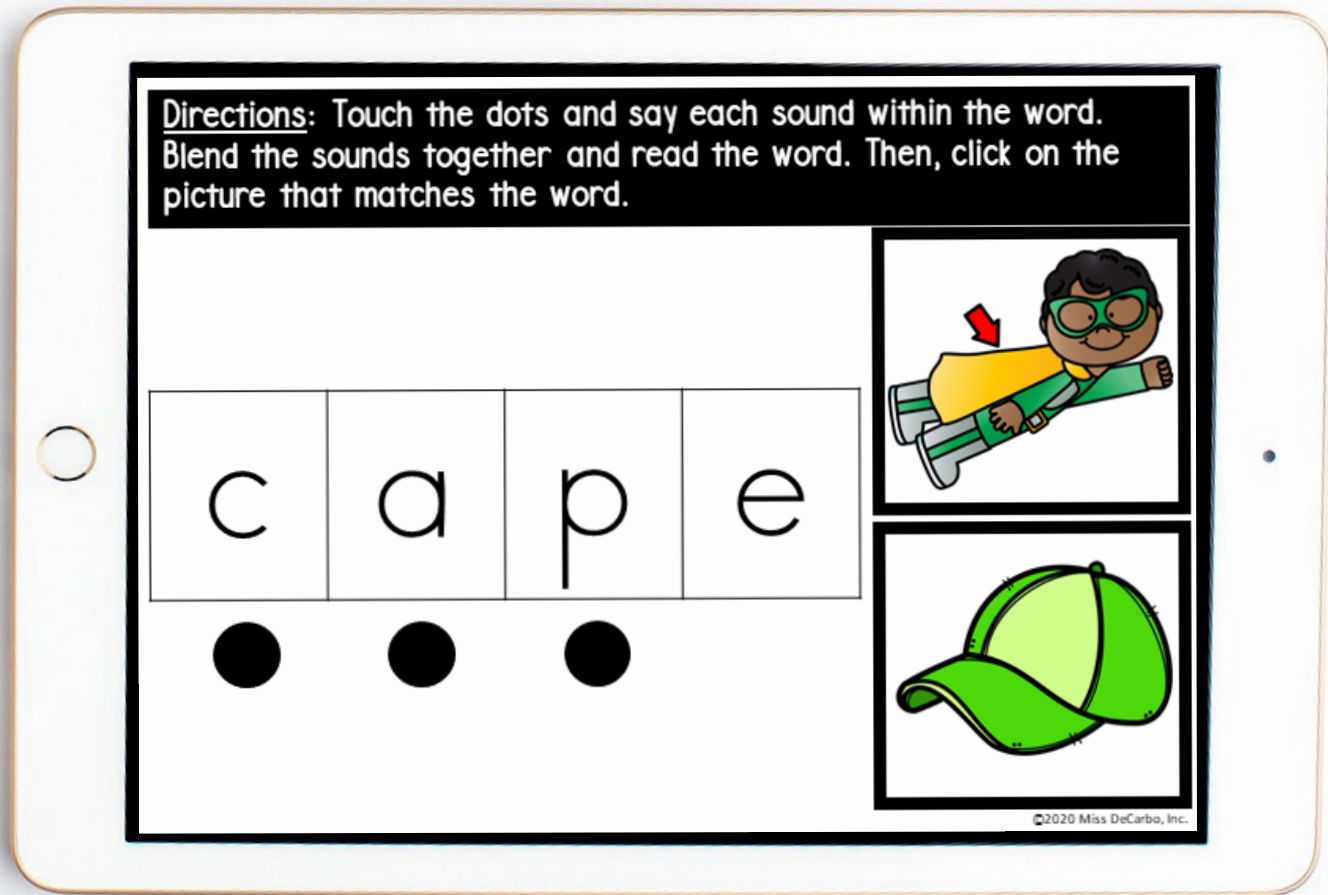 Directions: Touch the dots and say each sound within the word.
Blend the sounds together and read the word. Then, click on the
picture that matches the word.
c a p e
©2020 Miss DeCarbo, Inc.